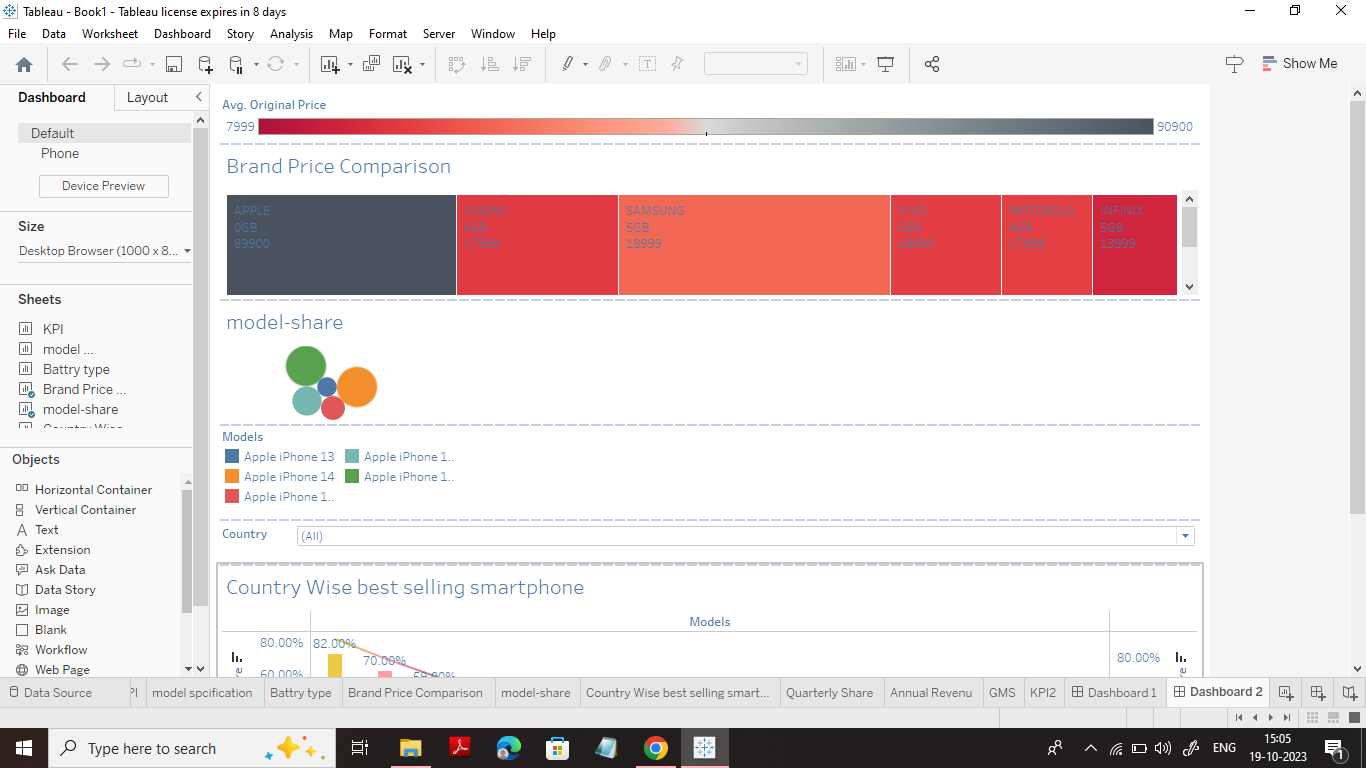 Tableau - Book1 - Tableau license expires in 8 days
File Data Worksheet Dashboard Story Analysis Map Format Server Window Help
Show Me
Dashboard Layout
Default
Phone
Device Preview
Size
Desktop Browser (1000 x 8...
Sheets
KPI
model ...
Battry type
Brand Price ...
model-share
Country Wise
Objects
Horizontal Container
Vertical Container
Text
Extension
Ask Data
Data Story
Image
Blank
Workflow
Web Page
Avg. Original Price
7999 90900
Brand Price Comparison
APPLE XIAOMI SAMSUNG VIVO MOTOROLA INFINIX
0GB 5GB 5GB
89900 18999 13999
model-share
Models
Apple iPhone 13 Apple iPhone 1..
Apple iPhone 14 Apple iPhone 1..
Apple iPhone 1..
Country (All)
Country Wise best selling smartphone
Models
80.00% 82.00% 80.00%
70.00%
60.00%
Data Source PI model spcification Battry type Brand Price Comparison model-share Country Wise best selling smart... Quarterly Share Annual Revenu GMS KPI2 Dashboard 1 Dashboard 2
Type here to search
ENG
15:05
19-10-2023
1